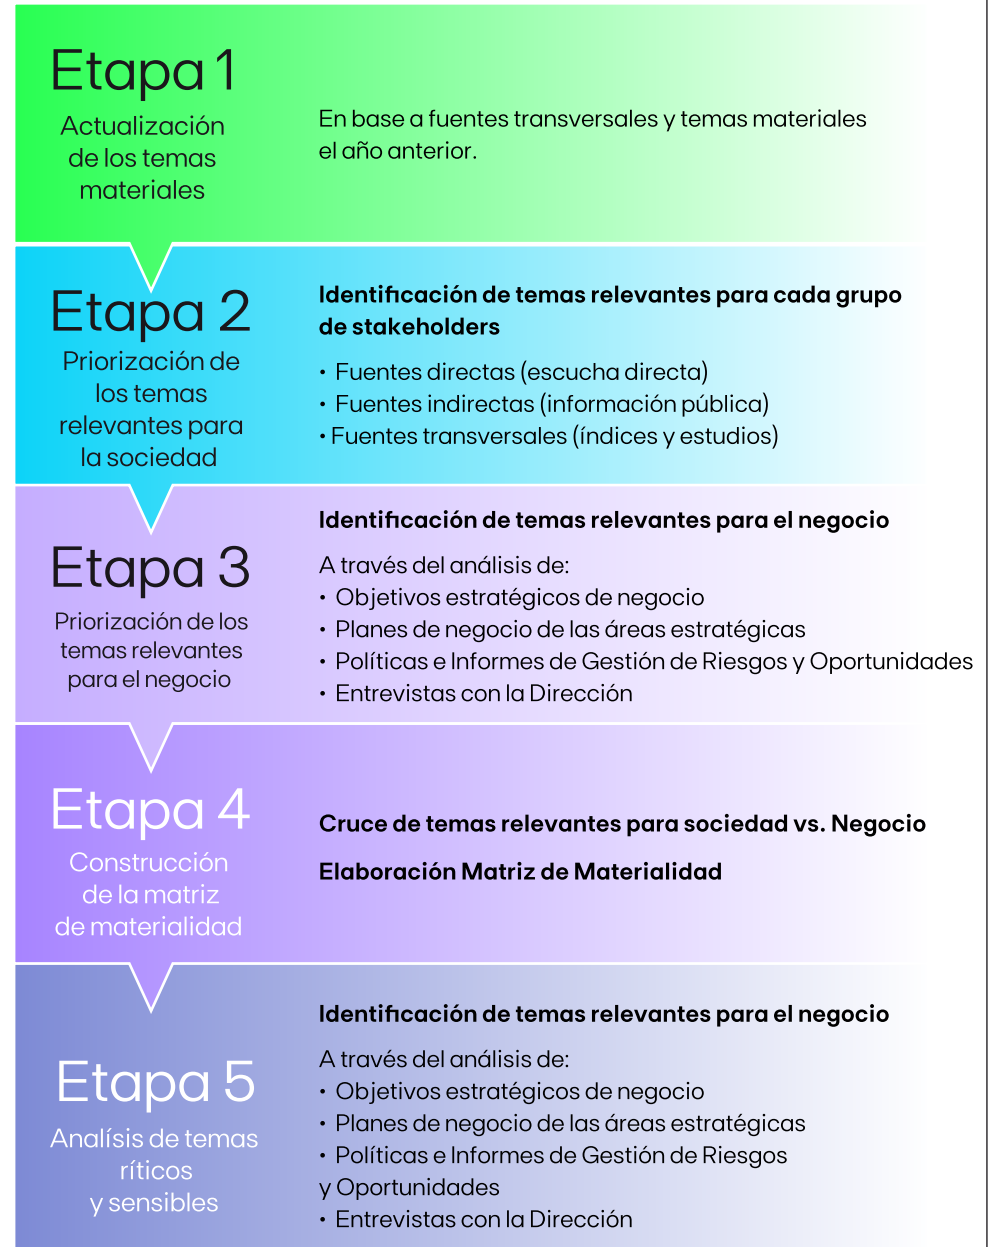 Etapa 1
Actualización
de los temas
materiales
En base a fuentes transversales y temas materiales
el año anterior.
Etapa 2
Priorización de
los temas
relevantes para
la sociedad
Identificación de temas relevantes para cada grupo
de stakeholders
• Fuentes directas (escucha directa)
• Fuentes indirectas (información pública)
• Fuentes transversales (índices y estudios)
Etapa 3
Priorización de los
temas relevantes
para el negocio
Identificación de temas relevantes para el negocio
A través del análisis de:
• Objetivos estratégicos de negocio
• Planes de negocio de las áreas estratégicas
• Políticas e Informes de Gestión de Riesgos y Oportunidades
• Entrevistas con la Dirección
Etapa 4
Construcción
de la matriz
de materialidad
Cruce de temas relevantes para sociedad vs. Negocio
Elaboración Matriz de Materialidad
Etapa 5
Analísis de temas
ríticos
y sensibles
Identificación de temas relevantes para el negocio
A través del análisis de:
• Objetivos estratégicos de negocio
• Planes de negocio de las áreas estratégicas
• Políticas e Informes de Gestión de Riesgos
y Oportunidades
• Entrevistas con la Dirección